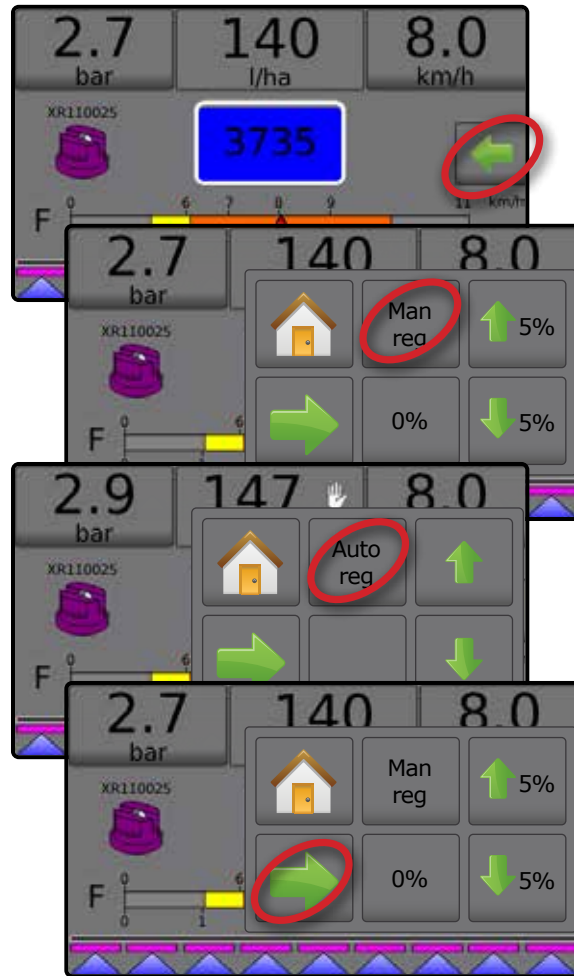 2.7 140 8.0
bar l/ha km/h
XR110025
3735
0 6 7 8 9 11 km/h
F
2.7 140 8.0
bar
Man reg
5%
XR110025
0%
5%
0 6
F
0 1
2.9 147 8.0
bar
Auto reg
XR110025
0 6
F
2.7 140 8.0
bar
Man reg
5%
XR110025
0%
5%
0 6
F
0 1